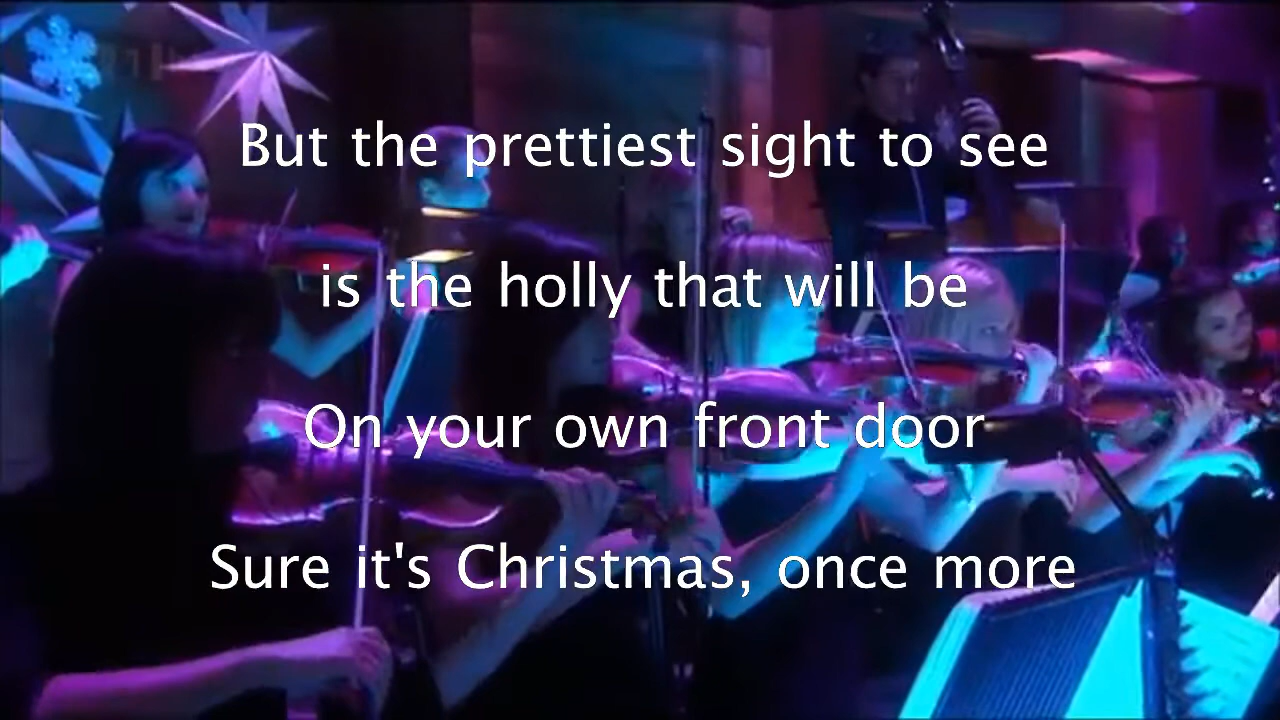 But the prettiest sight to see
is the holly that will be
On your own front door
Sure it's Christmas, once more